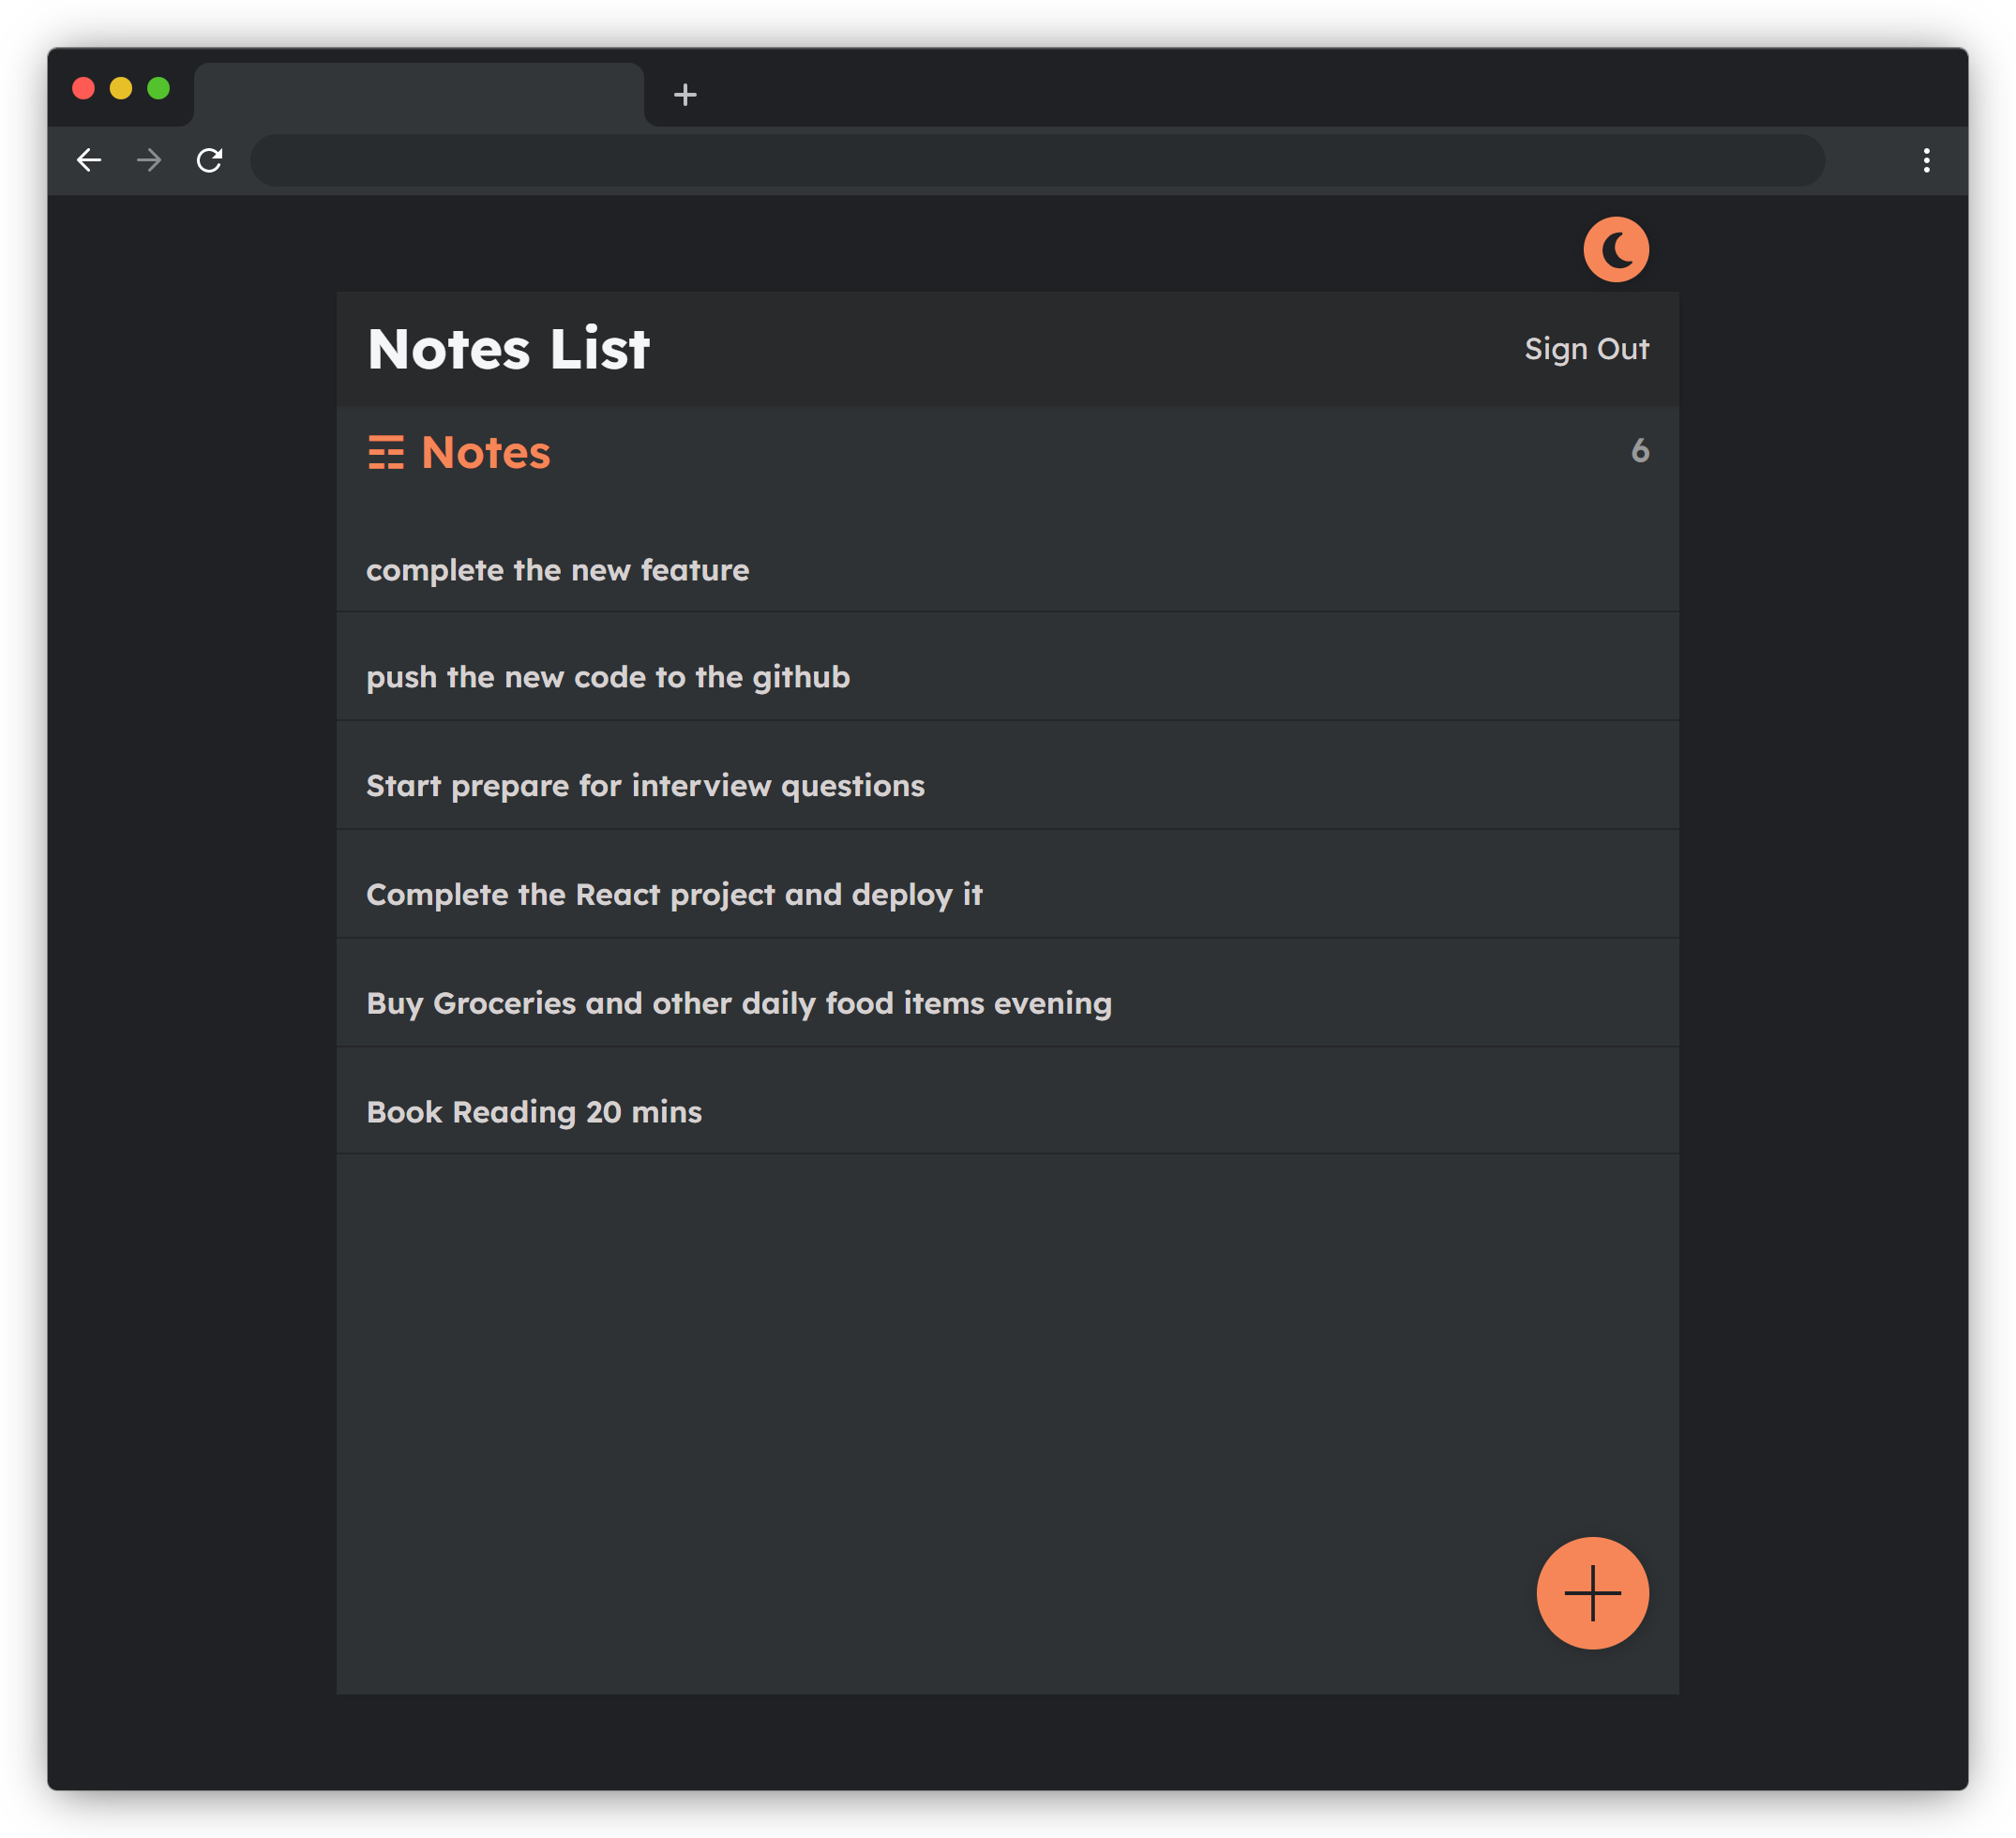 Notes List
Sign Out
Notes
6
complete the new feature
push the new code to the github
Start prepare for interview questions
Complete the React project and deploy it
Buy Groceries and other daily food items evening
Book Reading 20 mins